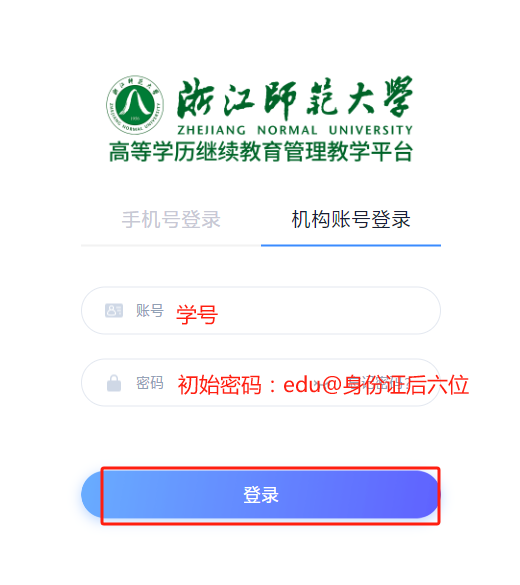 浙江師範大學
ZHEJIANG NORMAL UNIVERSITY
高等学历继续教育管理教学平台
手机号登录 机构账号登录
账号 学号
密码 初始密码：edu@身份证后六位
登录